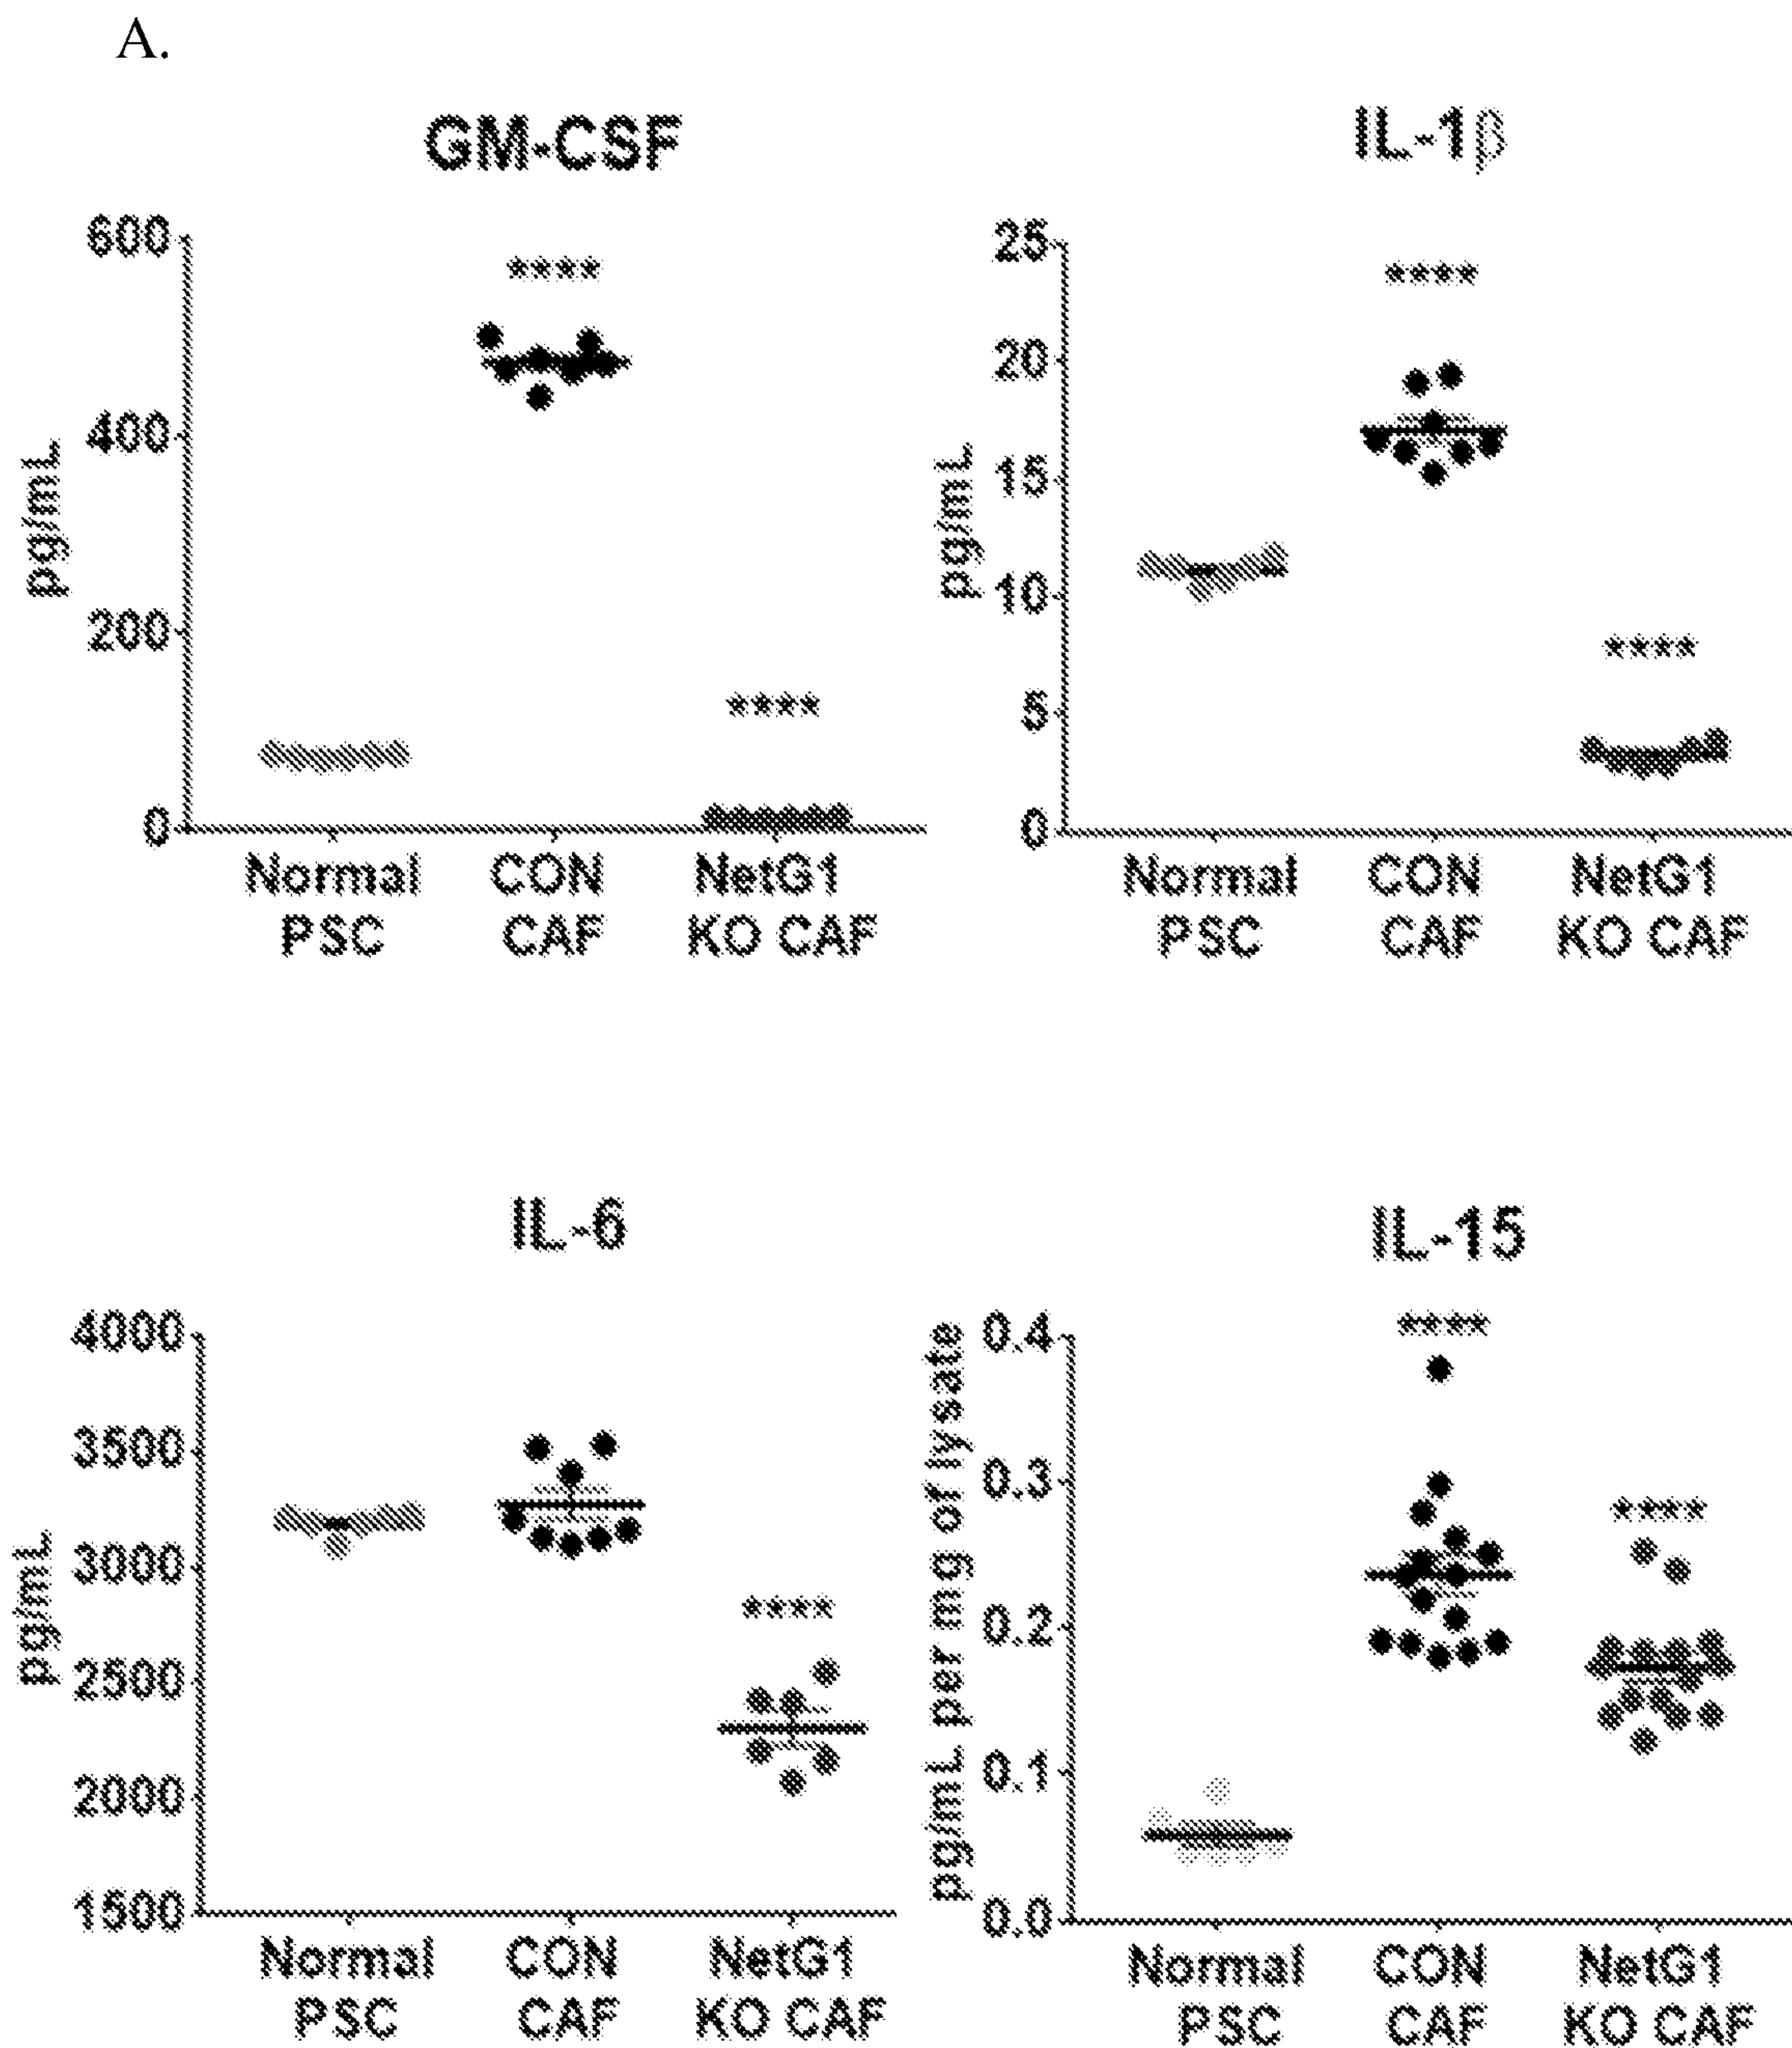 A.
GM-CSF
600
400
200
0
pg/mL
****
****
Normal PSC
CON CAF
NetG1 KO CAF
IL-1β
25
20
15
10
5
0
pg/mL
****
****
Normal PSC
CON CAF
NetG1 KO CAF
IL-6
4000
3500
3000
2500
2000
1500
pg/mL
****
Normal PSC
CON CAF
NetG1 KO CAF
IL-15
0.4
0.3
0.2
0.1
0.0
pg/mL per mg of lysate
****
****
Normal PSC
CON CAF
NetG1 KO CAF